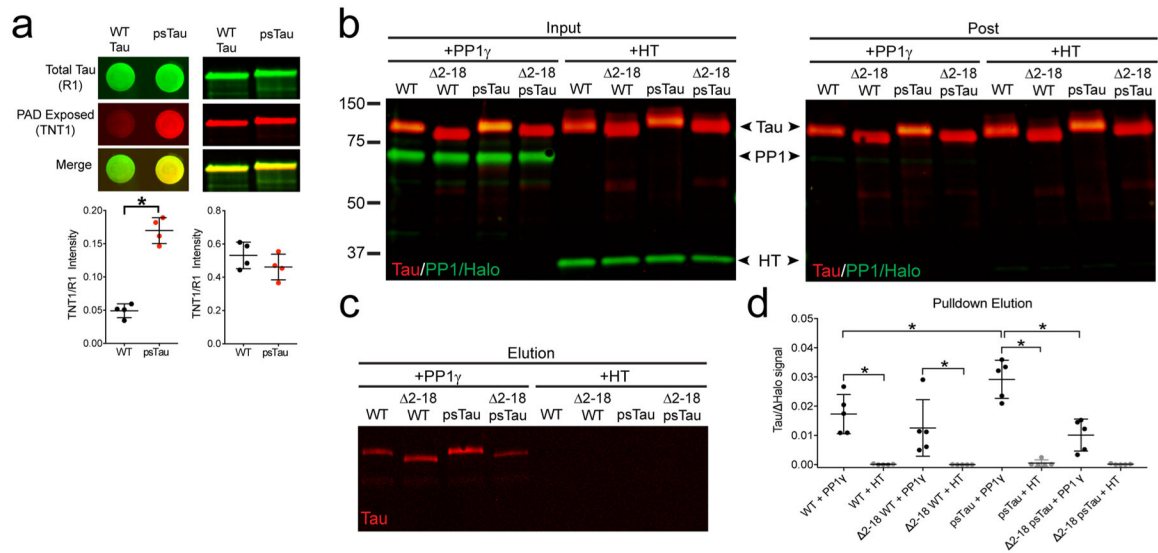 a
WT Tau
psTau
WT Tau
psTau
Total Tau (R1)
PAD Exposed (TNT1)
Merge
*
TNT1/R1 Intensity
0.20
0.15
0.10
0.05
0.00
WT
psTau
TNT1/R1 Intensity
0.8
0.6
0.4
0.2
0.0
WT
psTau
b
Input
+PP1γ
+HT
WT
Δ2-18 WT
psTau
Δ2-18 psTau
WT
Δ2-18 WT
psTau
Δ2-18 psTau
150
75
50
37
Tau/PP1/Halo
Tau
PP1
HT
Post
+PP1γ
+HT
WT
Δ2-18 WT
psTau
Δ2-18 psTau
WT
Δ2-18 WT
psTau
Δ2-18 psTau
Tau/PP1/Halo
c
Elution
+PP1γ
+HT
WT
Δ2-18 WT
psTau
Δ2-18 psTau
WT
Δ2-18 WT
psTau
Δ2-18 psTau
Tau
d
Pulldown Elution
Tau/ΔHalo signal
0.05
0.04
0.03
0.02
0.01
0.00
*
*
*
*
*
WT + PP1γ
WT + HT
Δ2-18 WT + PP1γ
Δ2-18 WT + HT
psTau + PP1γ
psTau + HT
Δ2-18 psTau + PP1γ
Δ2-18 psTau + HT